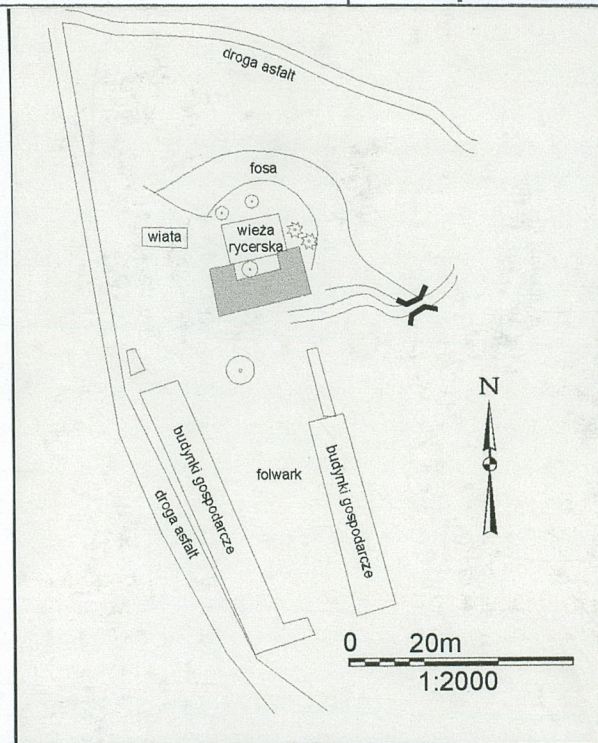 droga asfalt
fosa
wiata
wieża
rycerska
budynki gospodarcze
droga asfalt
folwark
budynki gospodarcze
N
0 20m
1:2000